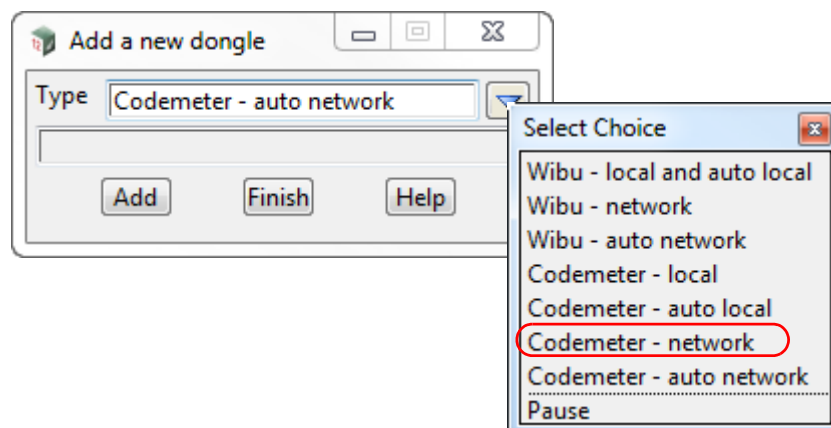 Add a new dongle
Type Codemeter - auto network
Add Finish Help
Select Choice
Wibu - local and auto local
Wibu - network
Wibu - auto network
Codemeter - local
Codemeter - auto local
Codemeter - network
Codemeter - auto network
Pause